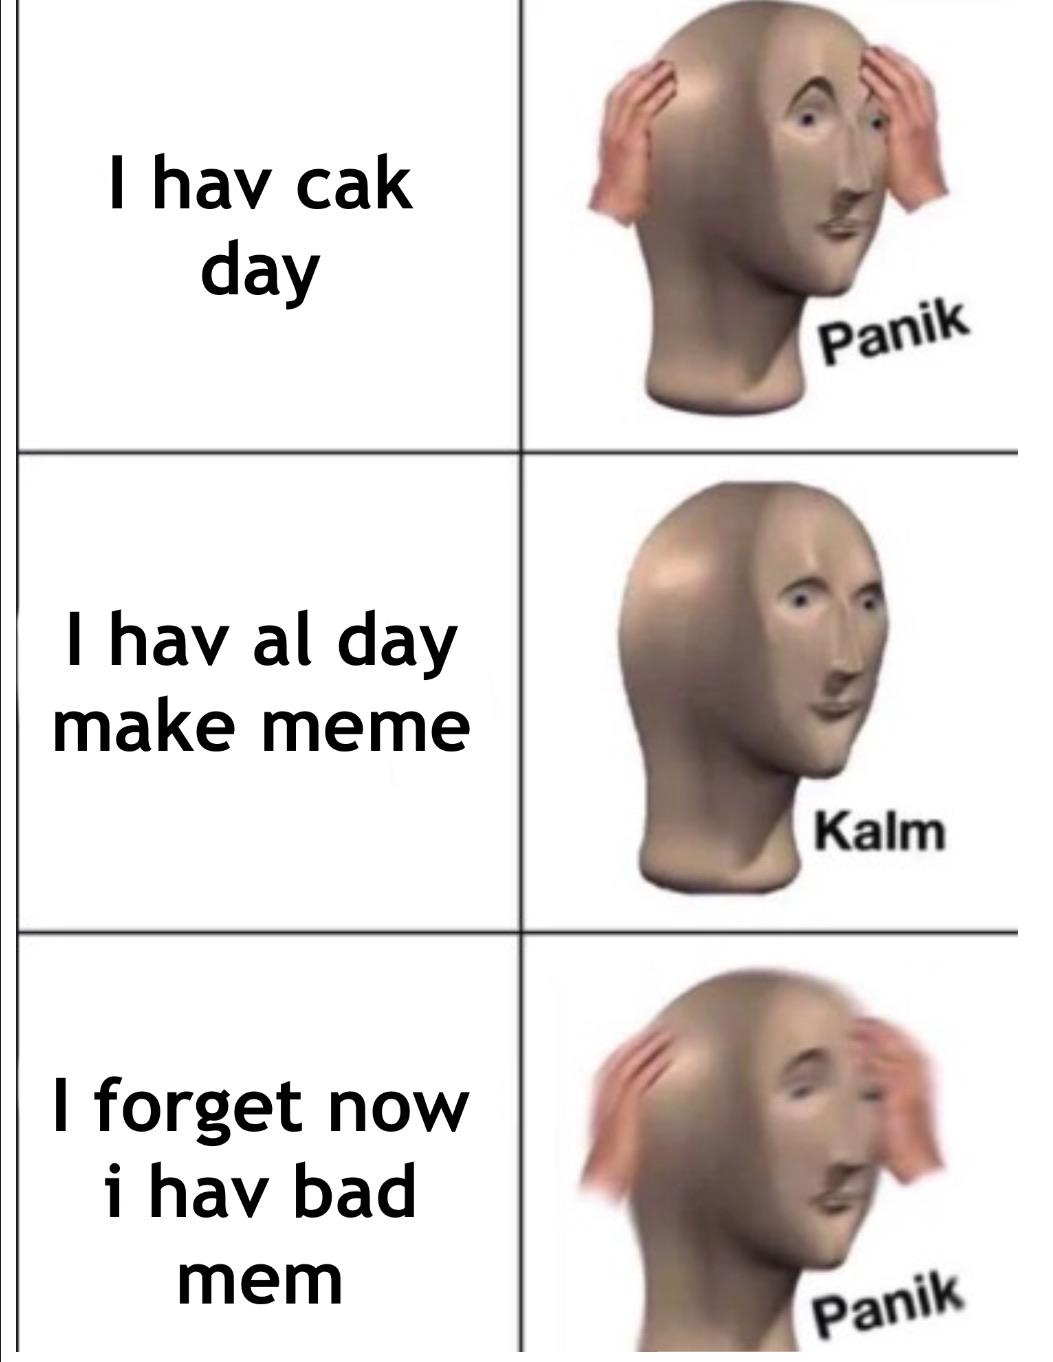 I hav cak
day
Panik
I hav al day
make meme
Kalm
I forget now
i hav bad
mem
Panik